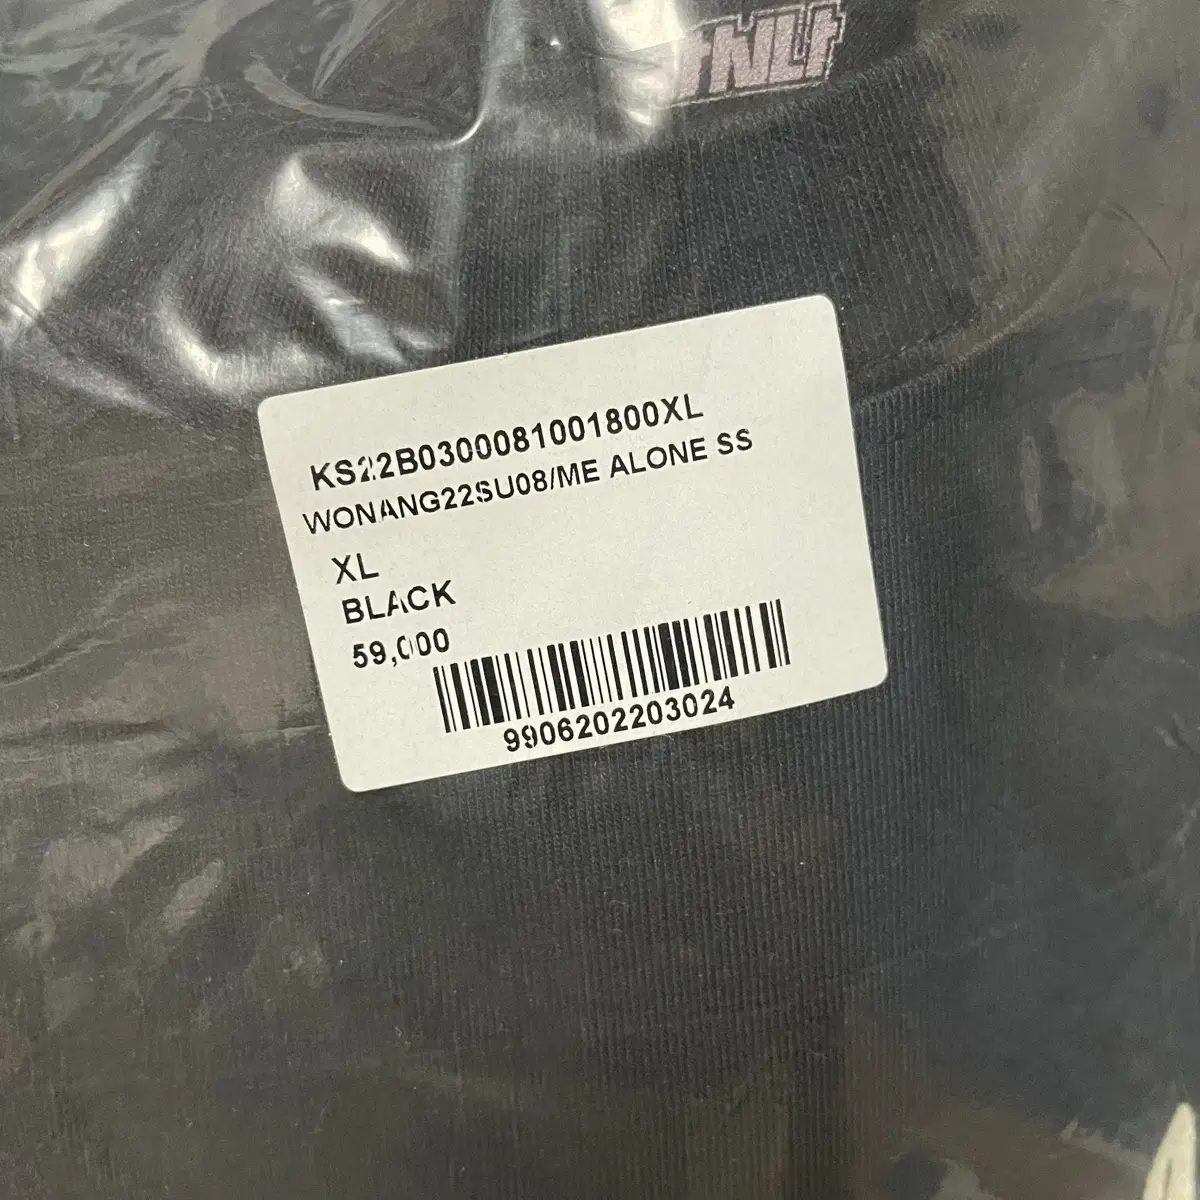 KS22B0300081001800XL
WONANG22SU08/ME ALONE SS
XL
BLACK
59,000
9906202203024